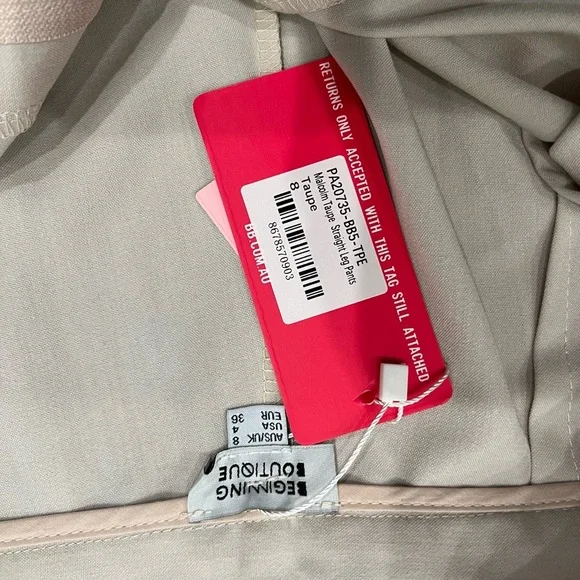 RETURNS ONLY ACCEPTED WITH THIS TAG STILL ATTACHED
PA20735-BB5-TPE
Malcolm Taupe Straight Leg Pants
Taupe
8
8678570903
BB.COM.AU
AUS/UK 8
USA 4
EUR 36
BEGINNING
BOUTIQUE